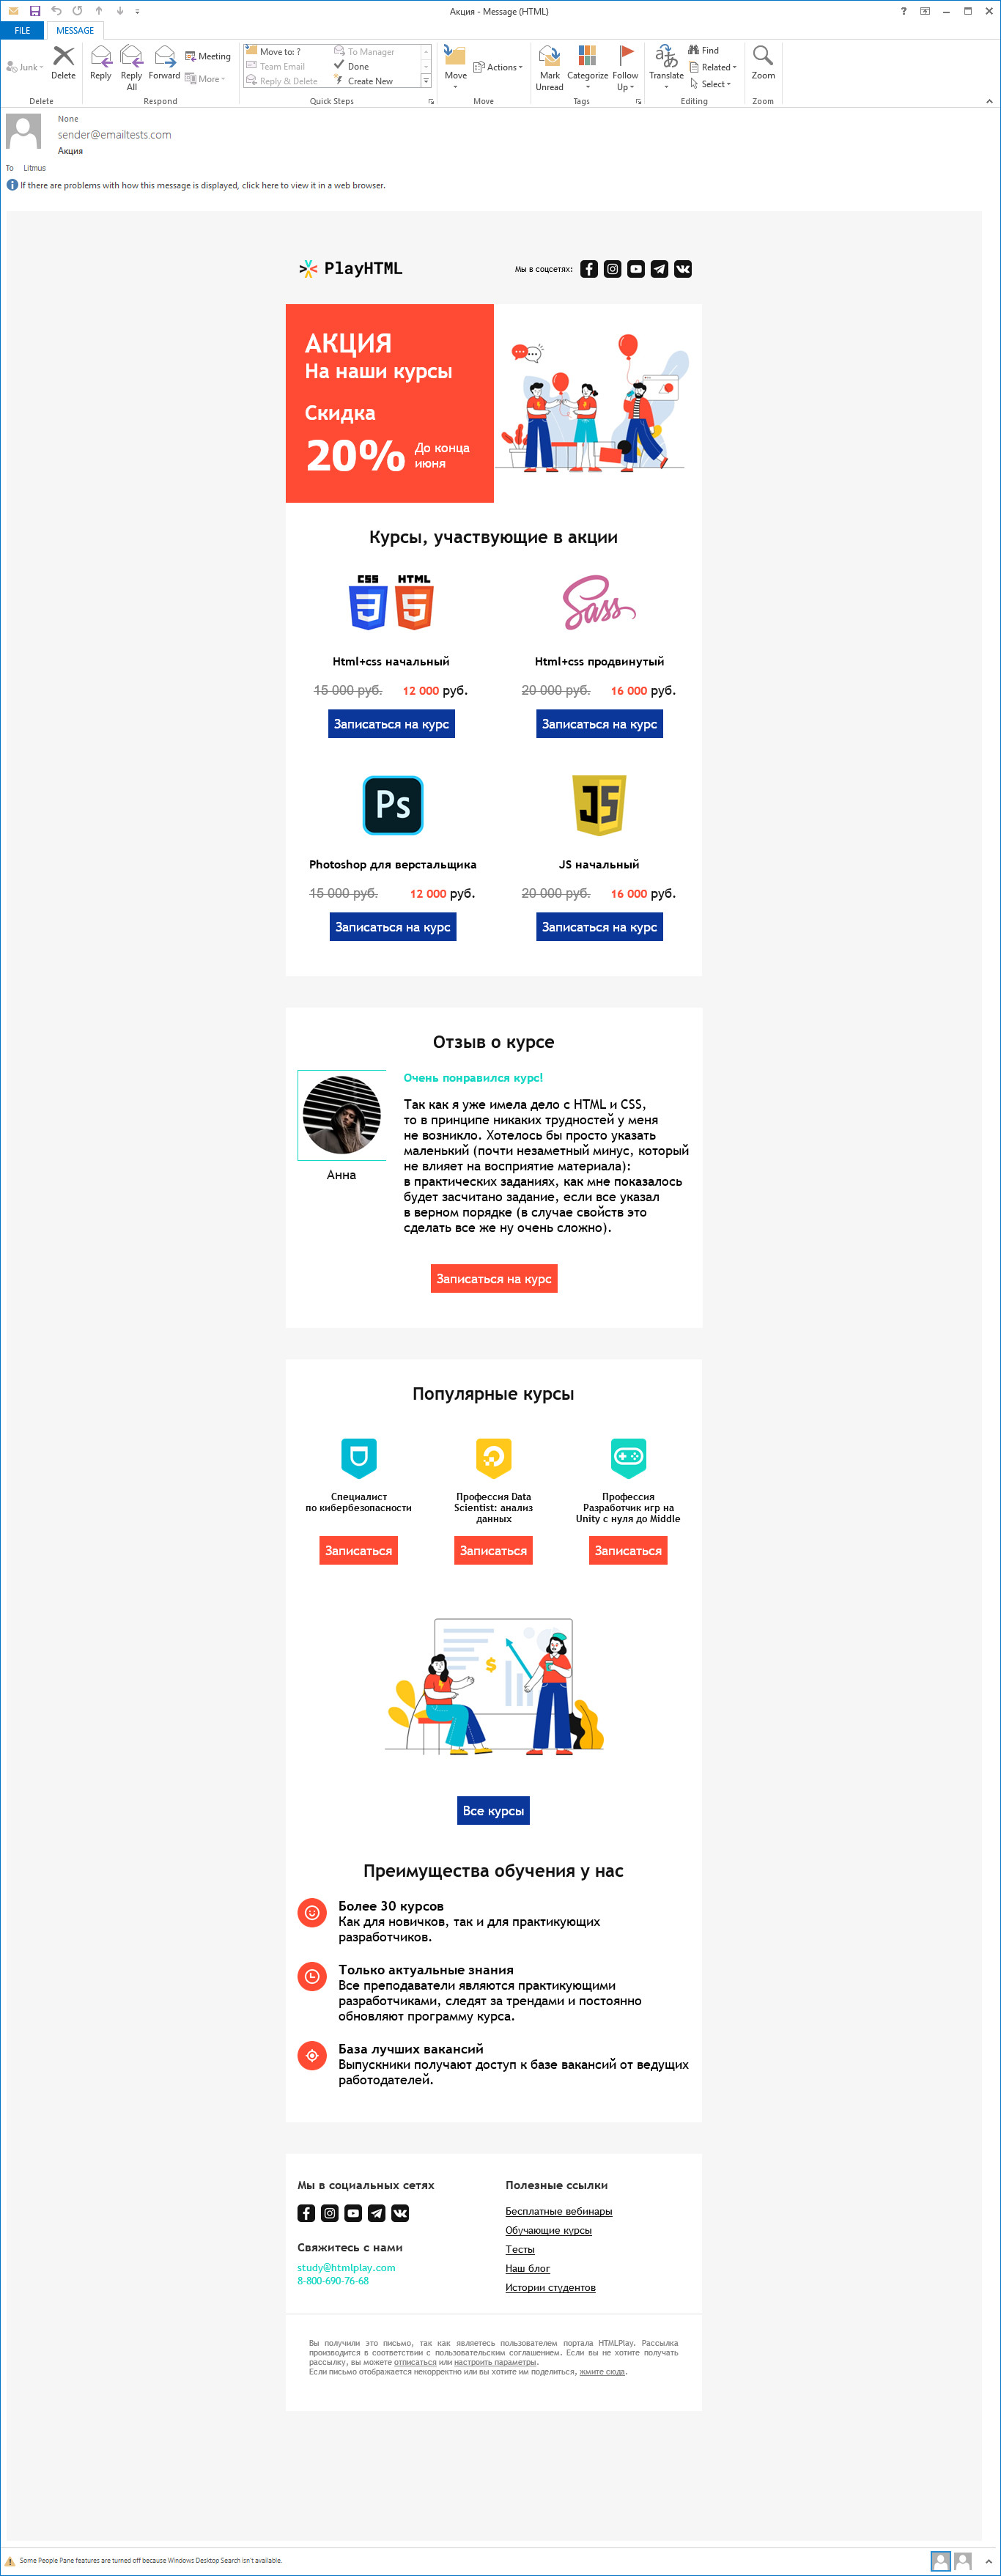 Акция - Message (HTML)
?
FILE
MESSAGE
Junk
Delete
Reply
Reply
All
Forward
Meeting
More
Move to: ?
Team Email
Reply & Delete
To Manager
Done
Create New
Move
Actions
Mark
Unread
Categorize
Follow
Up
Translate
Find
Related
Select
Zoom
Delete
Respond
Quick Steps
Move
Tags
Editing
Zoom
None
sender@emailtests.com
Акция
To Litmus
If there are problems with how this message is displayed, click here to view it in a web browser.
PlayHTML
Мы в соцсетях:
АКЦИЯ
На наши курсы
Скидка
20% До конца
июня
Курсы, участвующие в акции
CSS HTML
3 5
Sass
Html+css начальный
Html+css продвинутый
15 000 руб. 12 000 руб.
20 000 руб. 16 000 руб.
Записаться на курс
Записаться на курс
Ps
JS
Photoshop для верстальщика
JS начальный
15 000 руб. 12 000 руб.
20 000 руб. 16 000 руб.
Записаться на курс
Записаться на курс
Отзыв о курсе
Очень понравился курс!
Так как я уже имела дело с HTML и CSS,
то в принципе никаких трудностей у меня
не возникло. Хотелось бы просто указать
маленький (почти незаметный минус, который
не влияет на восприятие материала):
в практических заданиях, как мне показалось
будет засчитано задание, если все указал
в верном порядке (в случае свойств это
сделать все же ну очень сложно).
Анна
Записаться на курс
Популярные курсы
Специалист
по кибербезопасности
Профессия Data
Scientist: анализ
данных
Профессия
Разработчик игр на
Unity с нуля до Middle
Записаться
Записаться
Записаться
$
Все курсы
Преимущества обучения у нас
Более 30 курсов
Как для новичков, так и для практикующих
разработчиков.
Только актуальные знания
Все преподаватели являются практикующими
разработчиками, следят за трендами и постоянно
обновляют программу курса.
База лучших вакансий
Выпускники получают доступ к базе вакансий от ведущих
работодателей.
Мы в социальных сетях
Свяжитесь с нами
study@htmlplay.com
8-800-690-76-68
Полезные ссылки
Бесплатные вебинары
Обучающие курсы
Тесты
Наш блог
Истории студентов
Вы получили это письмо, так как являетесь пользователем портала HTMLPlay. Рассылка
производится в соответствии с пользовательским соглашением. Если вы не хотите получать
рассылку, вы можете отписаться или настроить параметры.
Если письмо отображается некорректно или вы хотите им поделиться, жмите сюда.
Some People Pane features are turned off because Windows Desktop Search isn't available.